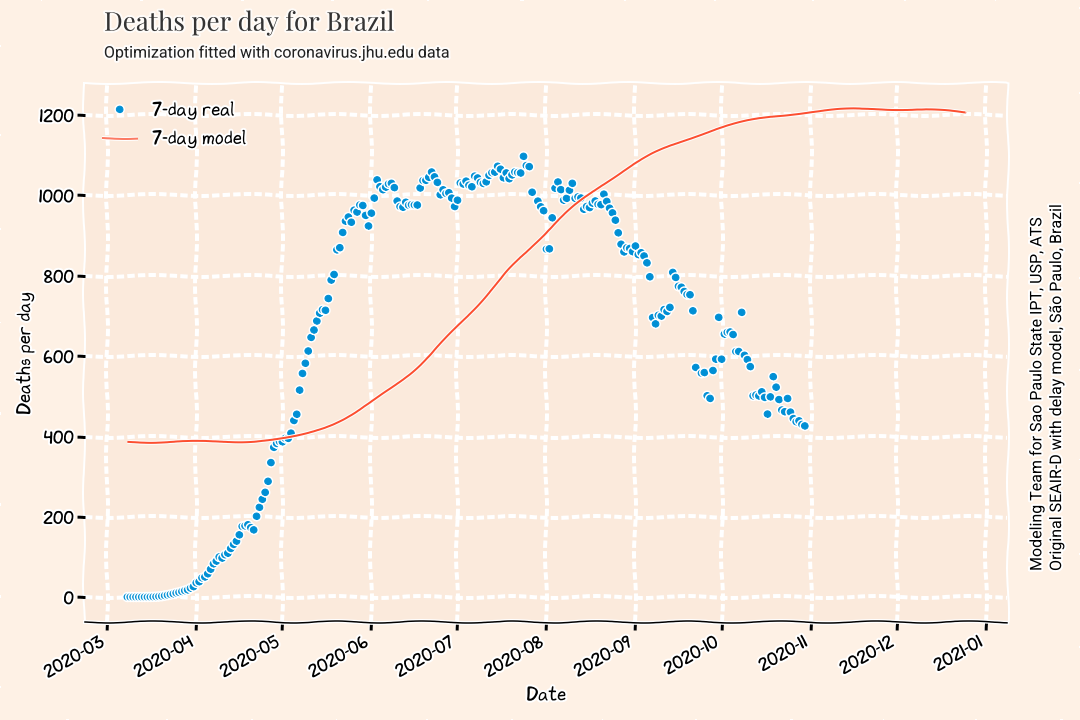 Deaths per day for Brazil
Optimization fitted with coronavirus.jhu.edu data
7-day real
7-day model
1200
1000
800
600
400
200
0
Deaths per day
2020-03
2020-04
2020-05
2020-06
2020-07
2020-08
2020-09
2020-10
2020-11
2020-12
2021-01
Date
Modeling Team for Sao Paulo State IPT, USP, ATS
Original SEAIR-D with delay model, São Paulo, Brazil